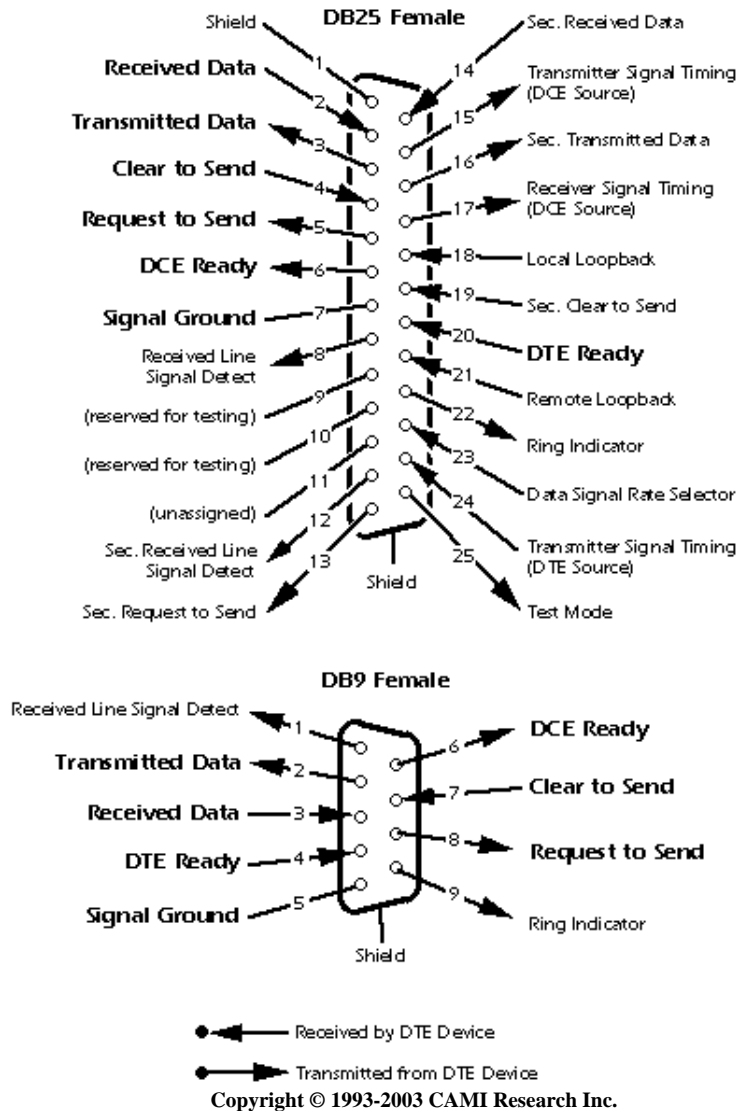 DB25 Female
Shield
1
Received Data
2
Transmitted Data
3
Clear to Send
4
Request to Send
5
DCE Ready
6
Signal Ground
7
Received Line
Signal Detect
8
(reserved for testing)
9
(reserved for testing)
10
(unassigned)
11
Sec. Received Line
Signal Detect
12
Sec. Request to Send
13
Sec. Received Data
14
Transmitter Signal Timing
(DCE Source)
15
Sec. Transmitted Data
16
Receiver Signal Timing
(DCE Source)
17
Local Loopback
18
Sec. Clear to Send
19
DTE Ready
20
Remote Loopback
21
Ring Indicator
22
Data Signal Rate Selector
23
Transmitter Signal Timing
(DTE Source)
24
Test Mode
25
Shield
DB9 Female
Received Line Signal Detect
1
Transmitted Data
2
Received Data
3
DTE Ready
4
Signal Ground
5
DCE Ready
6
Clear to Send
7
Request to Send
8
Ring Indicator
9
Shield
Received by DTE Device
Transmitted from DTE Device
Copyright © 1993-2003 CAMI Research Inc.